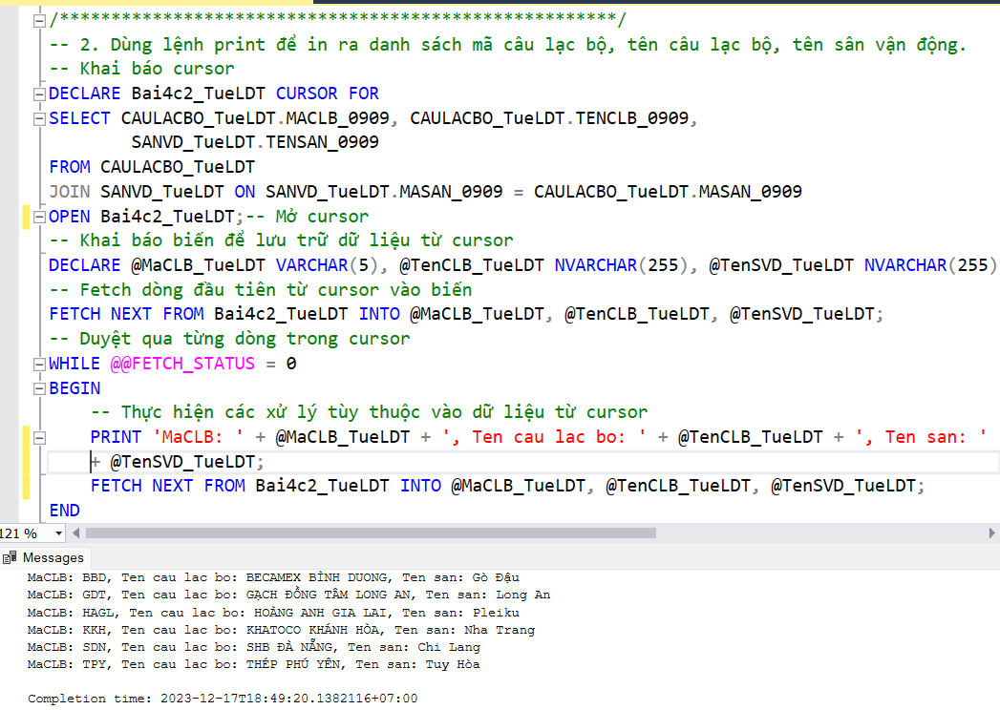 /******************************************************/
-- 2. Dùng lệnh print để in ra danh sách mã câu lạc bộ, tên câu lạc bộ, tên sân vận động.
-- Khai báo cursor
DECLARE Bai4c2_TueLDT CURSOR FOR
SELECT CAULACBO_TueLDT.MACLB_0909, CAULACBO_TueLDT.TENCLB_0909,
SANVD_TueLDT.TENSAN_0909
FROM CAULACBO_TueLDT
JOIN SANVD_TueLDT ON SANVD_TueLDT.MASAN_0909 = CAULACBO_TueLDT.MASAN_0909
OPEN Bai4c2_TueLDT;-- Mở cursor
-- Khai báo biến để lưu trữ dữ liệu từ cursor
DECLARE @MaCLB_TueLDT VARCHAR(5), @TenCLB_TueLDT NVARCHAR(255), @TenSVD_TueLDT NVARCHAR(255)
-- Fetch dòng đầu tiên từ cursor vào biến
FETCH NEXT FROM Bai4c2_TueLDT INTO @MaCLB_TueLDT, @TenCLB_TueLDT, @TenSVD_TueLDT;
-- Duyệt qua từng dòng trong cursor
WHILE @@FETCH_STATUS = 0
BEGIN
-- Thực hiện các xử lý tùy thuộc vào dữ liệu từ cursor
PRINT 'MaCLB: ' + @MaCLB_TueLDT + ', Ten cau lac bo: ' + @TenCLB_TueLDT + ', Ten san: '
+ @TenSVD_TueLDT;
FETCH NEXT FROM Bai4c2_TueLDT INTO @MaCLB_TueLDT, @TenCLB_TueLDT, @TenSVD_TueLDT;
END
121 %
Messages
MaCLB: BBD, Ten cau lac bo: BECAMEX BÌNH DUONG, Ten san: Gò Đậu
MaCLB: GDT, Ten cau lac bo: GẠCH ĐỒNG TÂM LONG AN, Ten san: Long An
MaCLB: HAGL, Ten cau lac bo: HOÀNG ANH GIA LAI, Ten san: Pleiku
MaCLB: KKH, Ten cau lac bo: KHATOCO KHÁNH HÒA, Ten san: Nha Trang
MaCLB: SDN, Ten cau lac bo: SHB ĐÀ NẴNG, Ten san: Chi Lang
MaCLB: TPY, Ten cau lac bo: THÉP PHÚ YÊN, Ten san: Tuy Hòa
Completion time: 2023-12-17T18:49:20.1382116+07:00